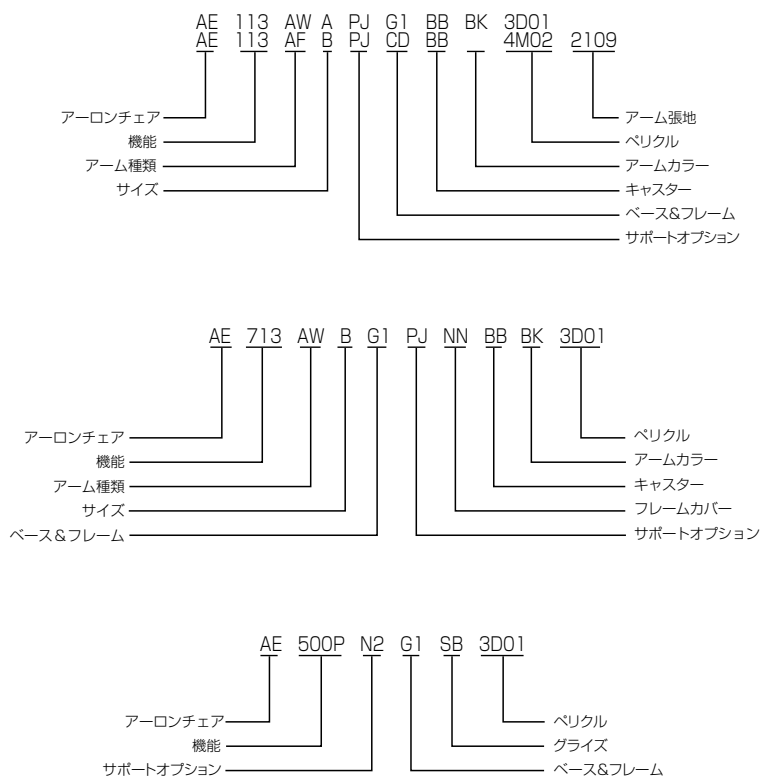 AE 113 AW A PJ G1 BB BK 3D01
AE 113 AF B PJ CD BB 4M02 2109
アーロンチェア アーム張地
機能 ペリクル
アーム種類 アームカラー
サイズ キャスター
ベース&フレーム
サポートオプション
AE 713 AW B G1 PJ NN BB BK 3D01
アーロンチェア ペリクル
機能 アームカラー
アーム種類 キャスター
サイズ フレームカバー
ベース＆フレーム サポートオプション
AE 500P N2 G1 SB 3D01
アーロンチェア ペリクル
機能 グライズ
サポートオプション ベース&フレーム